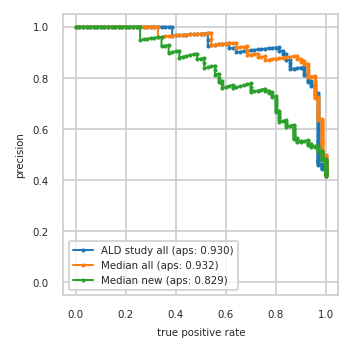 1.0
0.8
0.6
0.4
0.2
0.0
precision
ALD study all (aps: 0.930)
Median all (aps: 0.932)
Median new (aps: 0.829)
0.0 0.2 0.4 0.6 0.8 1.0
true positive rate